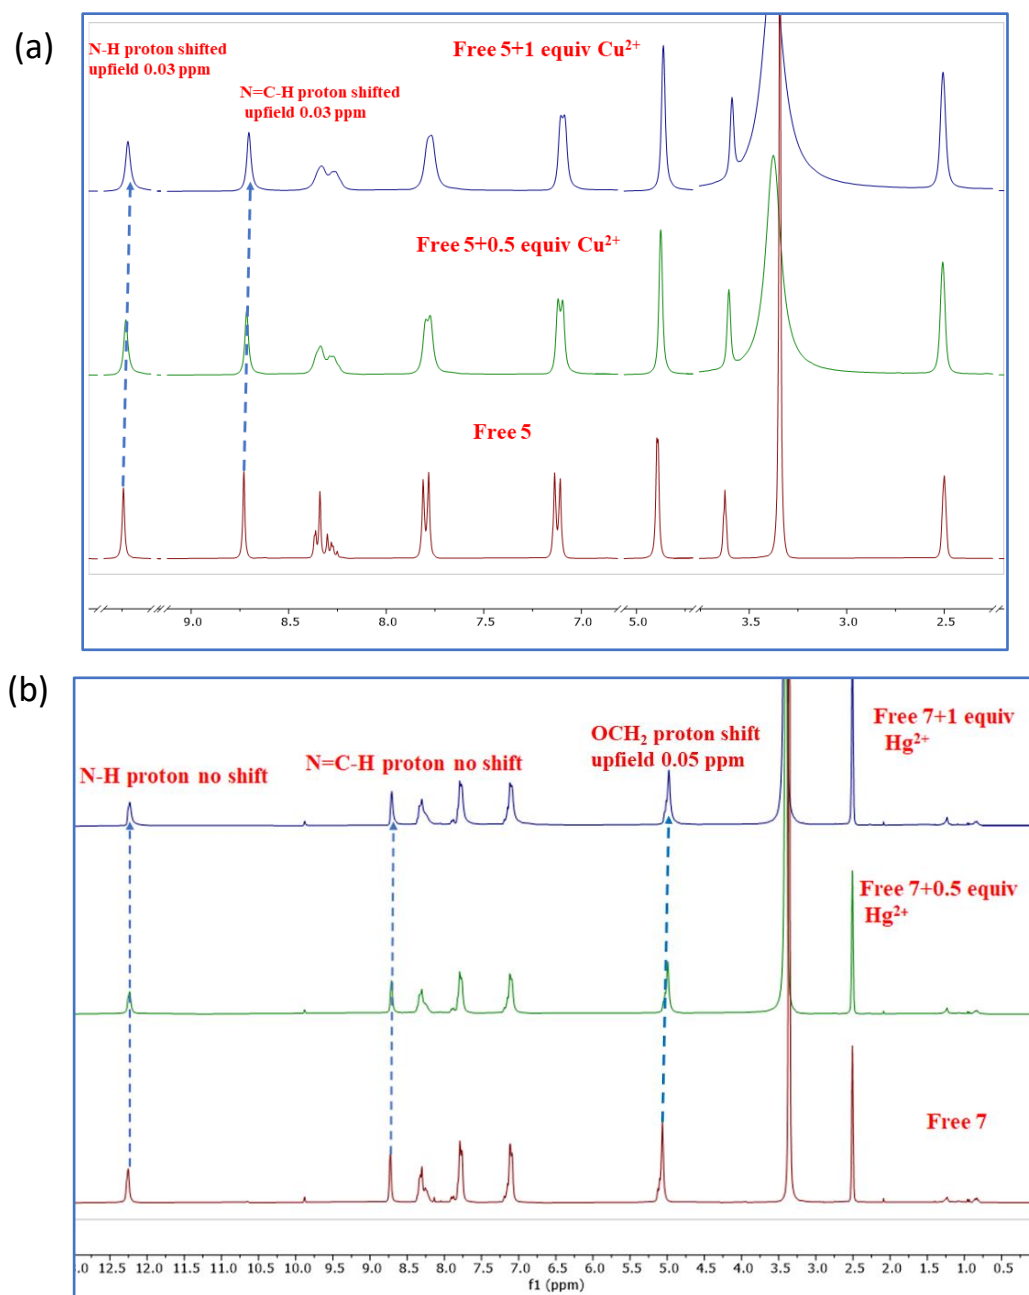 (a)
Free 5+1 equiv Cu²⁺
N-H proton shifted
upfield 0.03 ppm
N=C-H proton shifted
upfield 0.03 ppm
Free 5+0.5 equiv Cu²⁺
Free 5
9.0 8.5 8.0 7.5 7.0 5.0 3.5 3.0 2.5
(b)
Free 7+1 equiv
Hg²⁺
OCH₂ proton shift
upfield 0.05 ppm
N-H proton no shift
N=C-H proton no shift
Free 7+0.5 equiv
Hg²⁺
Free 7
.0 12.5 12.0 11.5 11.0 10.5 10.0 9.5 9.0 8.5 8.0 7.5 7.0 6.5 6.0 5.5 5.0 4.5 4.0 3.5 3.0 2.5 2.0 1.5 1.0 0.5
f1 (ppm)